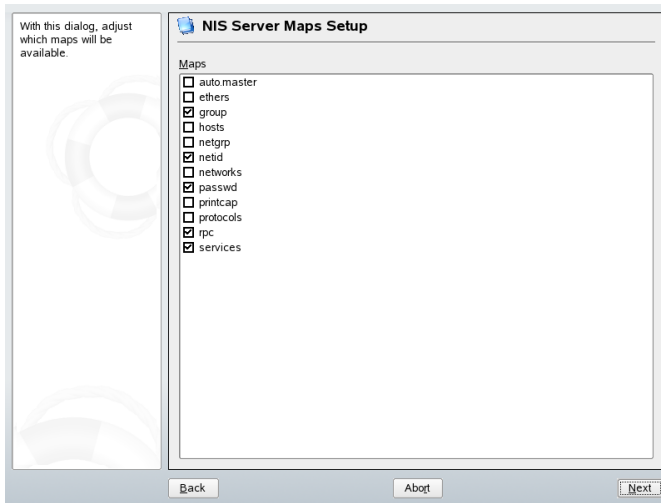 With this dialog, adjust
which maps will be
available.
NIS Server Maps Setup
Maps
auto.master
ethers
group
hosts
netgrp
netid
networks
passwd
printcap
protocols
rpc
services
Back
Abort
Next